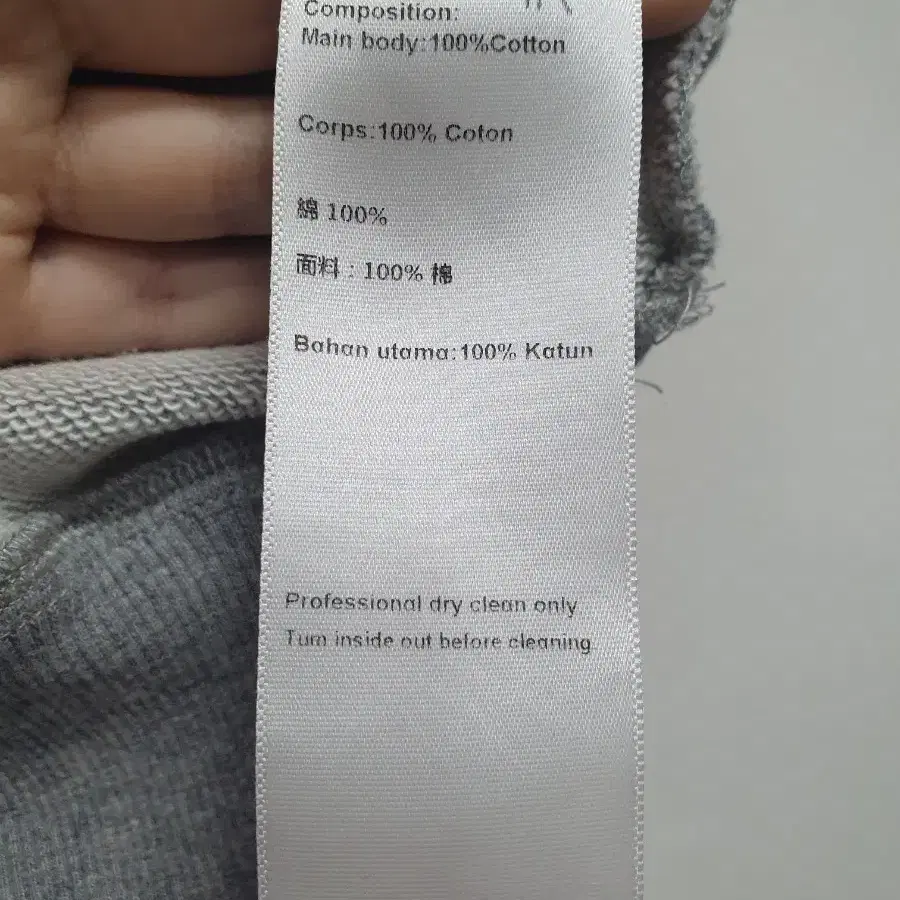 Composition:
Main body:100%Cotton
Corps:100% Coton
綿 100%
面料 : 100% 棉
Bahan utama:100% Katun
Professional dry clean only
Turn inside out before cleaning